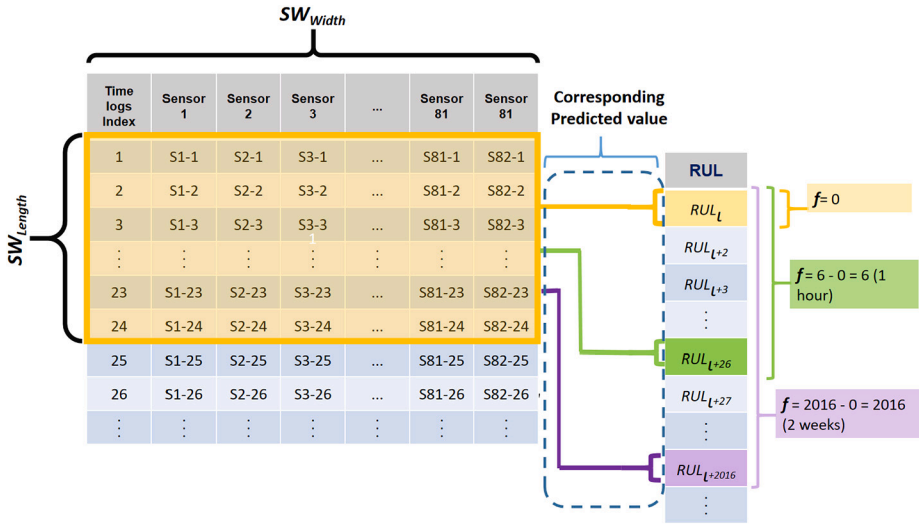 SW_Width
Time logs Index Sensor 1 Sensor 2 Sensor 3 ... Sensor 81 Sensor 81
SW_Length
1 S1-1 S2-1 S3-1 ... S81-1 S82-1
2 S1-2 S2-2 S3-2 ... S81-2 S82-2
3 S1-3 S2-3 S3-3 ... S81-3 S82-3
1
⋮ ⋮ ⋮ ⋮ ⋮ ⋮
23 S1-23 S2-23 S3-23 ... S81-23 S82-23
24 S1-24 S2-24 S3-24 ... S81-24 S82-24
25 S1-25 S2-25 S3-25 ... S81-25 S82-25
26 S1-26 S2-26 S3-26 ... S81-26 S82-26
⋮ ⋮ ⋮ ⋮ ⋮ ⋮
Corresponding
Predicted value
RUL
RUL_l
RUL_l+2
RUL_l+3
⋮
RUL_l+26
RUL_l+27
⋮
RUL_l+2016
⋮
f= 0
f = 6 - 0 = 6 (1
hour)
f = 2016 - 0 = 2016
(2 weeks)